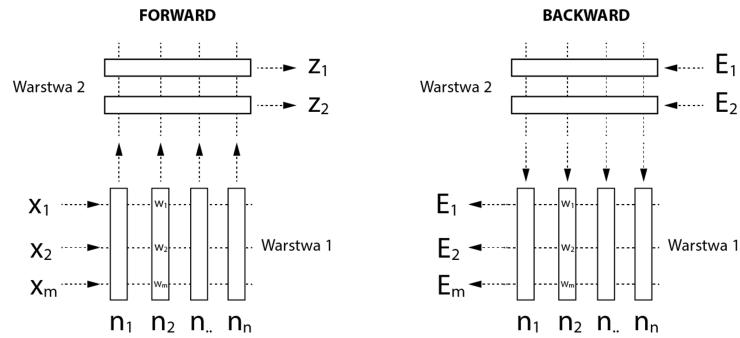 FORWARD
Warstwa 2
z₁
z₂
x₁
x₂
xₘ
w₁
w₂
wₘ
Warstwa 1
n₁ n₂ n.. nₙ
BACKWARD
Warstwa 2
E₁
E₂
E₁
E₂
Eₘ
w₁
w₂
wₘ
Warstwa 1
n₁ n₂ n.. nₙ